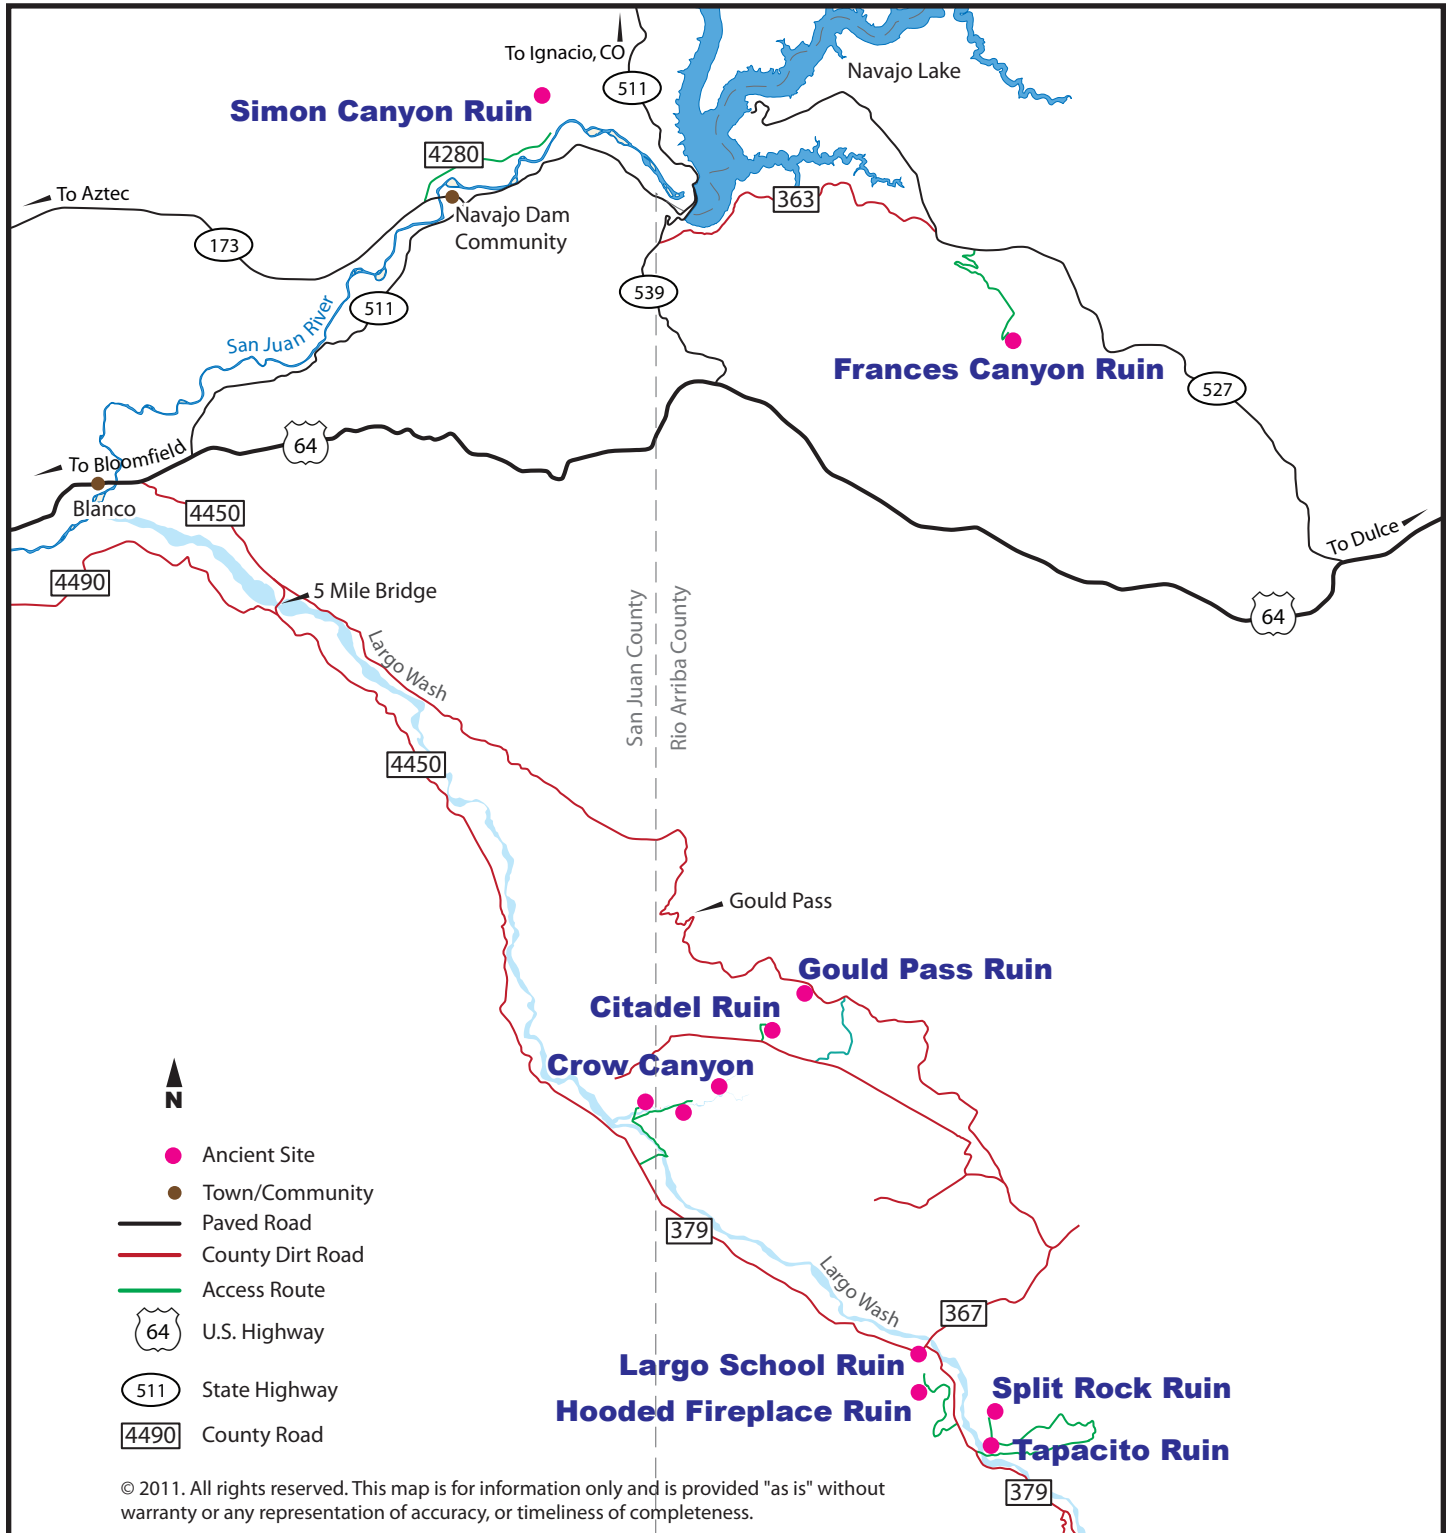 To Ignacio, CO
511
Navajo Lake
Simon Canyon Ruin
4280
To Aztec
363
Navajo Dam
Community
173
539
511
San Juan River
Frances Canyon Ruin
527
64
To Bloomfield
Blanco
4450
To Dulce
4490
5 Mile Bridge
64
San Juan County
Rio Arriba County
Largo Wash
4450
Gould Pass
Gould Pass Ruin
Citadel Ruin
Crow Canyon
N
Ancient Site
Town/Community
Paved Road
County Dirt Road
Access Route
64 U.S. Highway
511 State Highway
4490 County Road
379
Largo Wash
367
Largo School Ruin
Split Rock Ruin
Hooded Fireplace Ruin
Tapacito Ruin
379
© 2011. All rights reserved. This map is for information only and is provided "as is" without
warranty or any representation of accuracy, or timeliness of completeness.